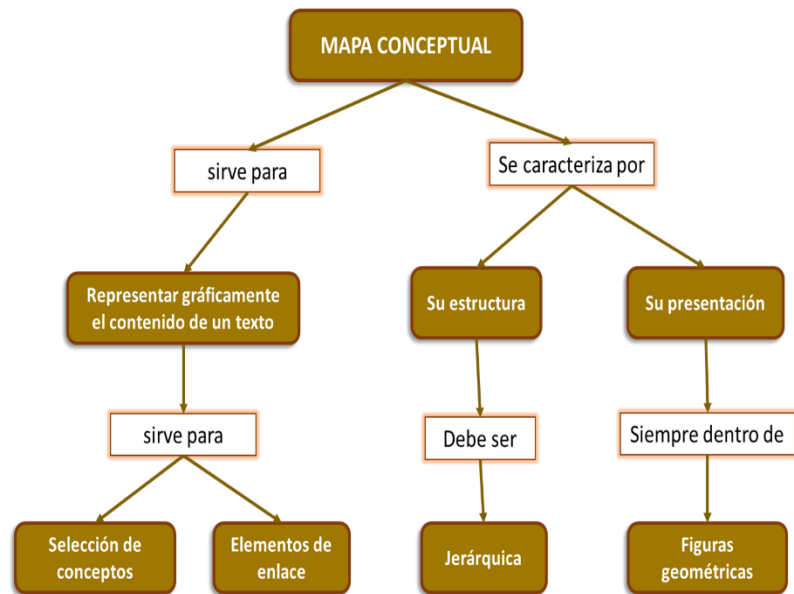 MAPA CONCEPTUAL
sirve para
Se caracteriza por
Representar gráficamente
el contenido de un texto
Su estructura
Su presentación
sirve para
Debe ser
Siempre dentro de
Selección de
conceptos
Elementos de
enlace
Jerárquica
Figuras
geométricas